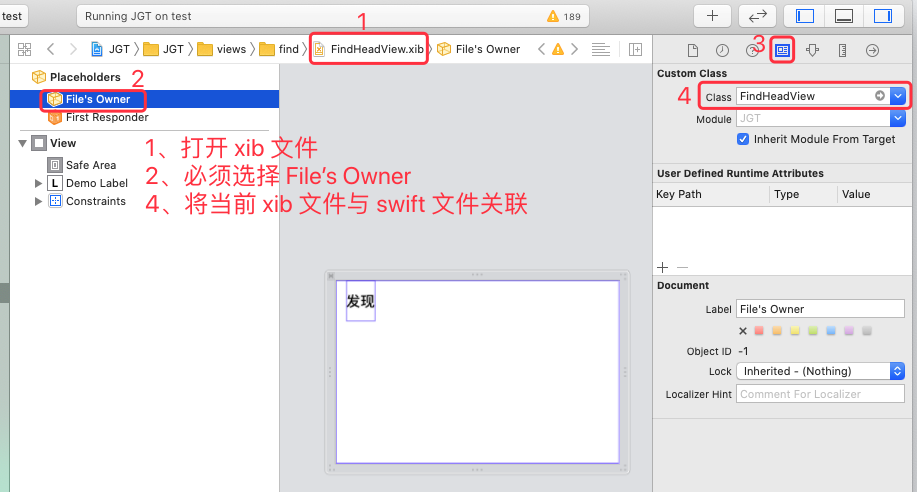 test
Running JGT on test
189
1
JGT
JGT
views
find
FindHeadView.xib
File's Owner
3
Placeholders
2
File's Owner
First Responder
View
Safe Area
L Demo Label
Constraints
1、打开 xib 文件
2、必须选择 File’s Owner
4、将当前 xib 文件与 swift 文件关联
发现
Custom Class
4
Class FindHeadView
Module JGT
Inherit Module From Target
User Defined Runtime Attributes
Key Path Type Value
Document
Label File's Owner
Object ID -1
Lock Inherited - (Nothing)
Localizer Hint Comment For Localizer